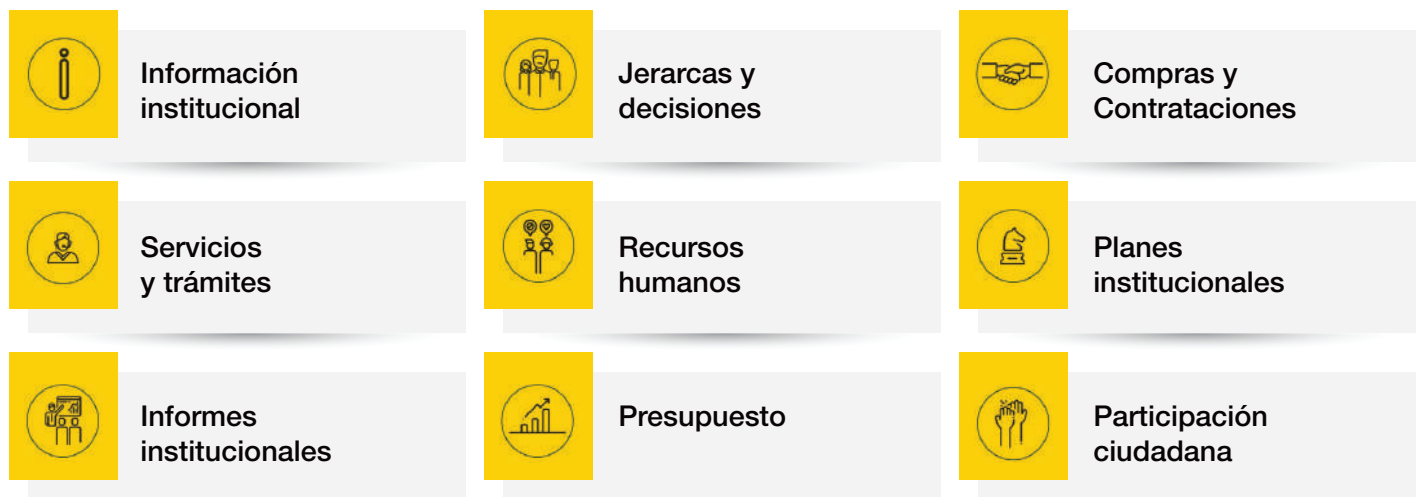 Información
institucional
Jerarcas y
decisiones
Compras y
Contrataciones
Servicios
y trámites
Recursos
humanos
Planes
institucionales
Informes
institucionales
Presupuesto
Participación
ciudadana